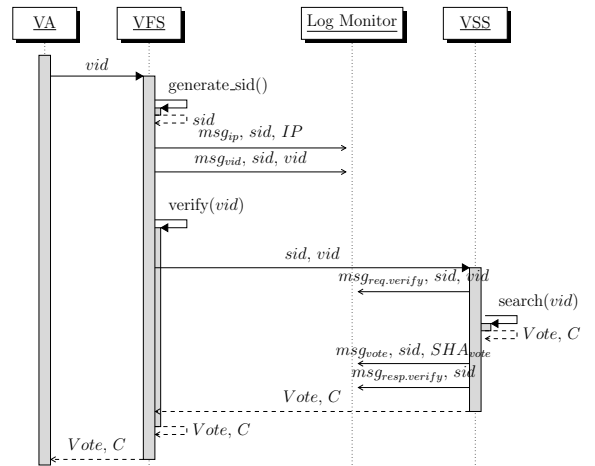 VA VFS Log Monitor VSS
vid
generate_sid()
sid
msg_ip, sid, IP
msg_vid, sid, vid
verify(vid)
sid, vid
msg_req.verify, sid, vid
search(vid)
Vote, C
msg_vote, sid, SHA_vote
msg_resp.verify, sid
Vote, C
Vote, C
Vote, C